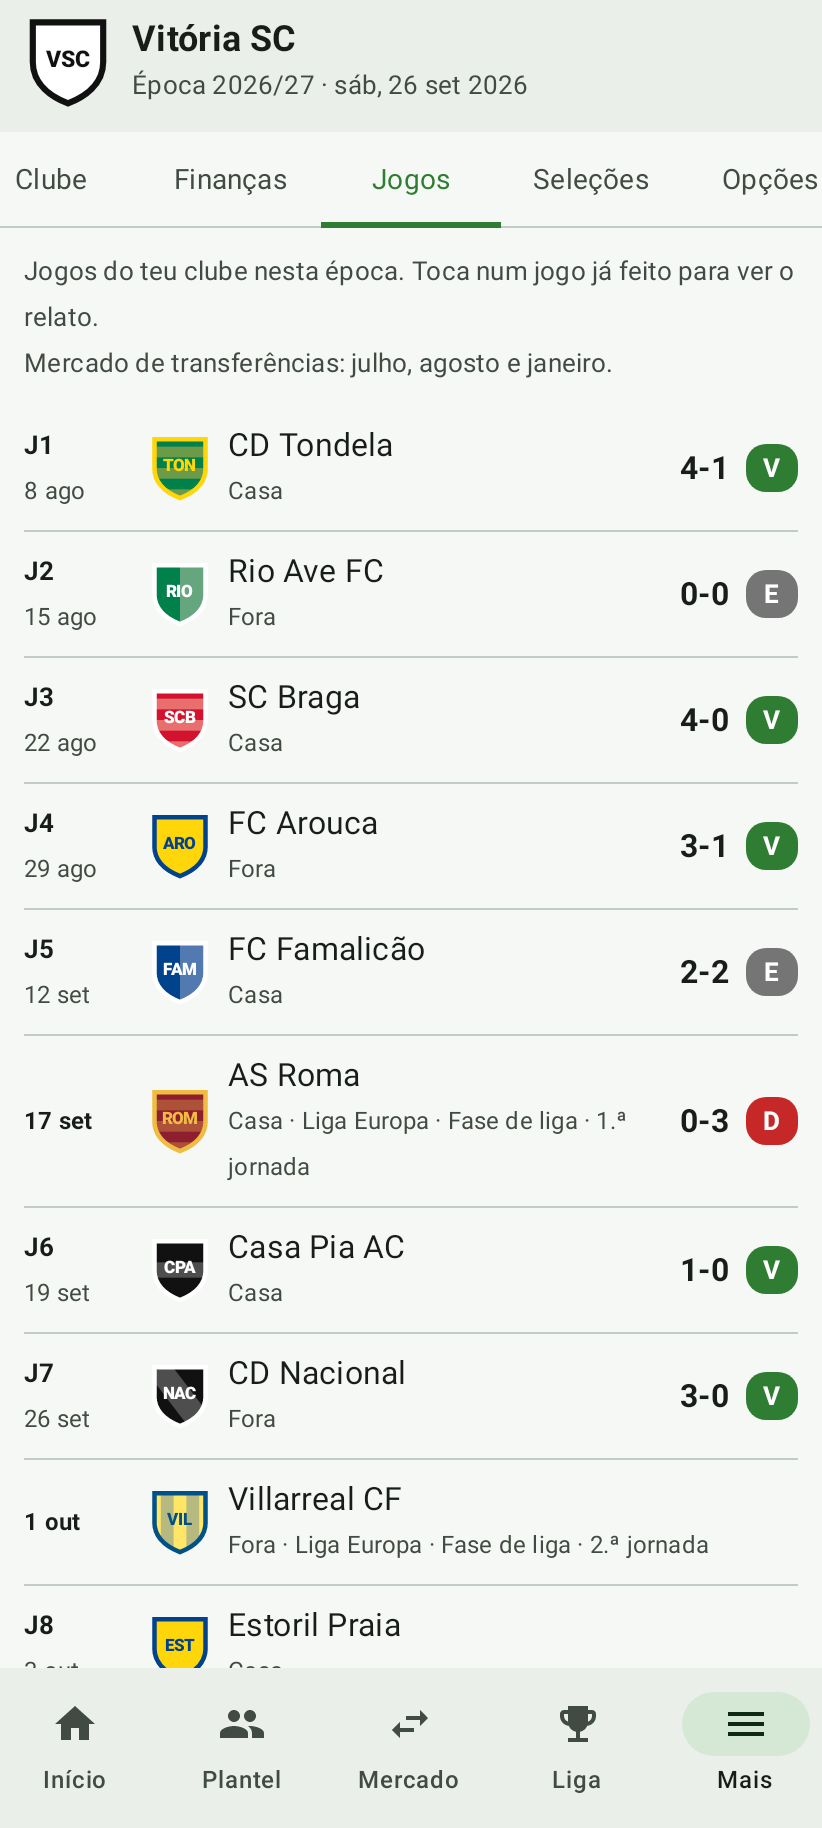 VSC
Vitória SC
Época 2026/27 · sáb, 26 set 2026
Clube Finanças Jogos Seleções Opções
Jogos do teu clube nesta época. Toca num jogo já feito para ver o
relato.
Mercado de transferências: julho, agosto e janeiro.
J1
8 ago
TON
CD Tondela
Casa
4-1 V
J2
15 ago
RIO
Rio Ave FC
Fora
0-0 E
J3
22 ago
SCB
SC Braga
Casa
4-0 V
J4
29 ago
ARO
FC Arouca
Fora
3-1 V
J5
12 set
FAM
FC Famalicão
Casa
2-2 E
17 set
ROM
AS Roma
Casa · Liga Europa · Fase de liga · 1.ª
jornada
0-3 D
J6
19 set
CPA
Casa Pia AC
Casa
1-0 V
J7
26 set
NAC
CD Nacional
Fora
3-0 V
1 out
VIL
Villarreal CF
Fora · Liga Europa · Fase de liga · 2.ª jornada
J8
EST
Estoril Praia
Início Plantel Mercado Liga Mais